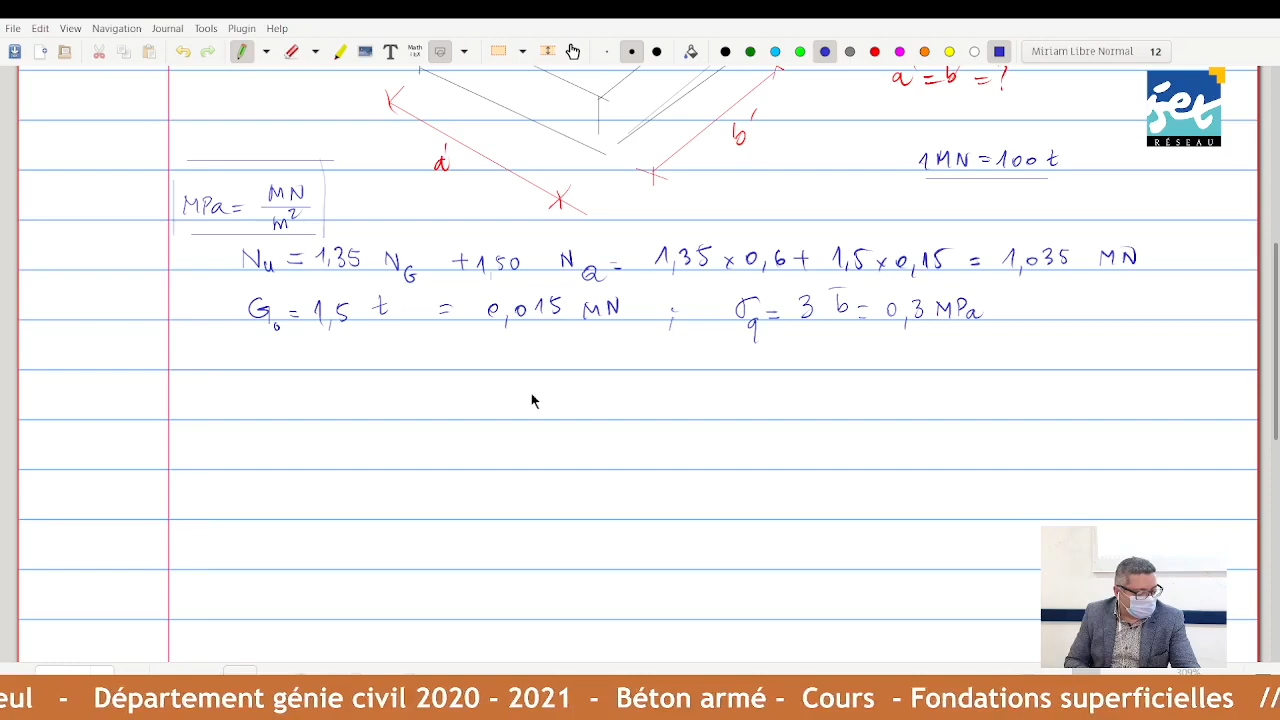 File Edit View Navigation Journal Tools Plugin Help
T Math Miriam Libre Normal 12
a' = b' = ?
jet
RÉSEAU
b'
a'
1 MN = 100 t
MPa = MN/m²
Nu = 1,35 NG + 1,50 NQ = 1,35 × 0,6 + 1,5 × 0,15 = 1,035 MN
G₀ = 1,5 t = 0,015 MN ; σq = 3 b = 0,3 MPa
309%
eul - Département génie civil 2020 - 2021 - Béton armé - Cours - Fondations superficielles //